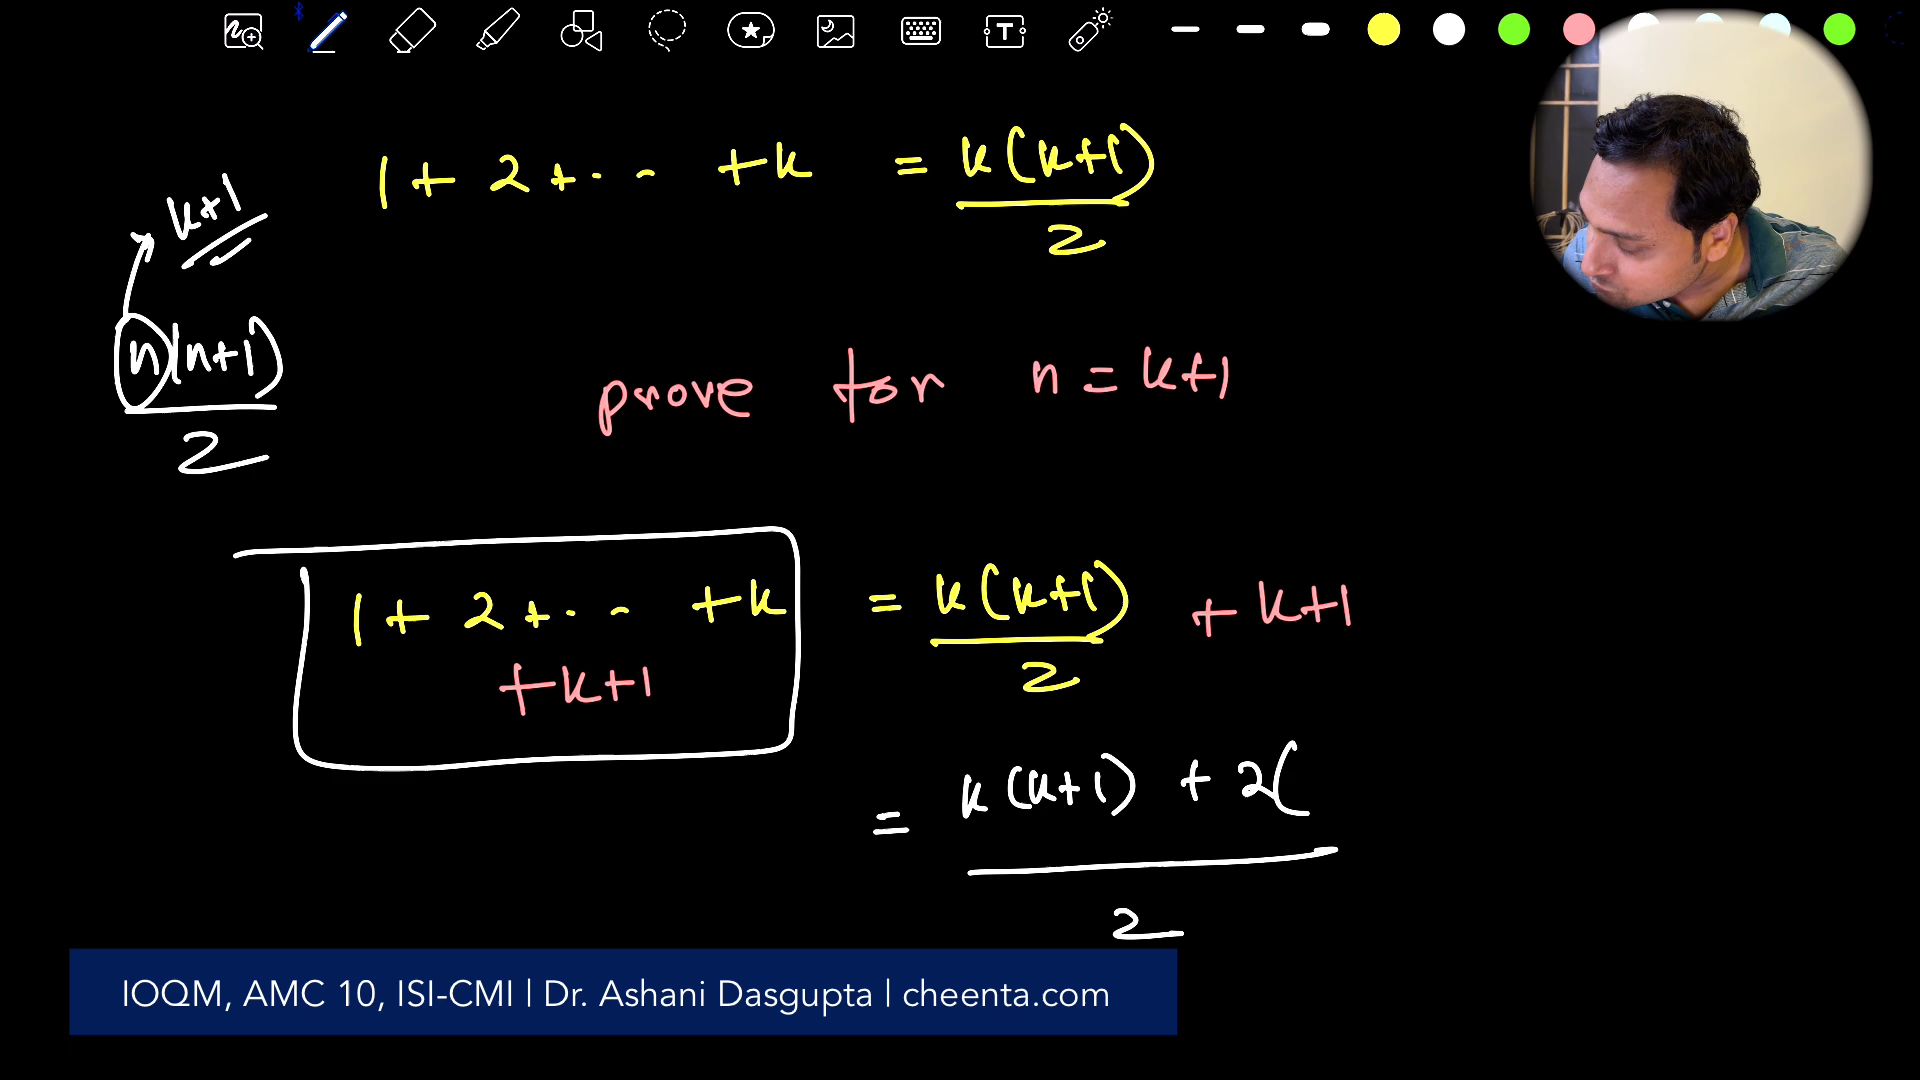 1 + 2 + .. - + k = k(k+1)
2
k+1
n(n+1)
2
prove for n = k+1
1 + 2 + .. - + k = k(k+1) + k+1
2
+ k+1
= k(k+1) + 2(
2
IOQM, AMC 10, ISI-CMI | Dr. Ashani Dasgupta | cheenta.com